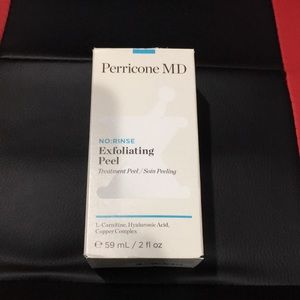 Perricone MD
NO:RINSE
Exfoliating
Peel
Treatment Peel / Soin Peeling
L-Carnitine, Hyaluronic Acid,
Copper Complex
℮ 59 mL / 2 fl oz